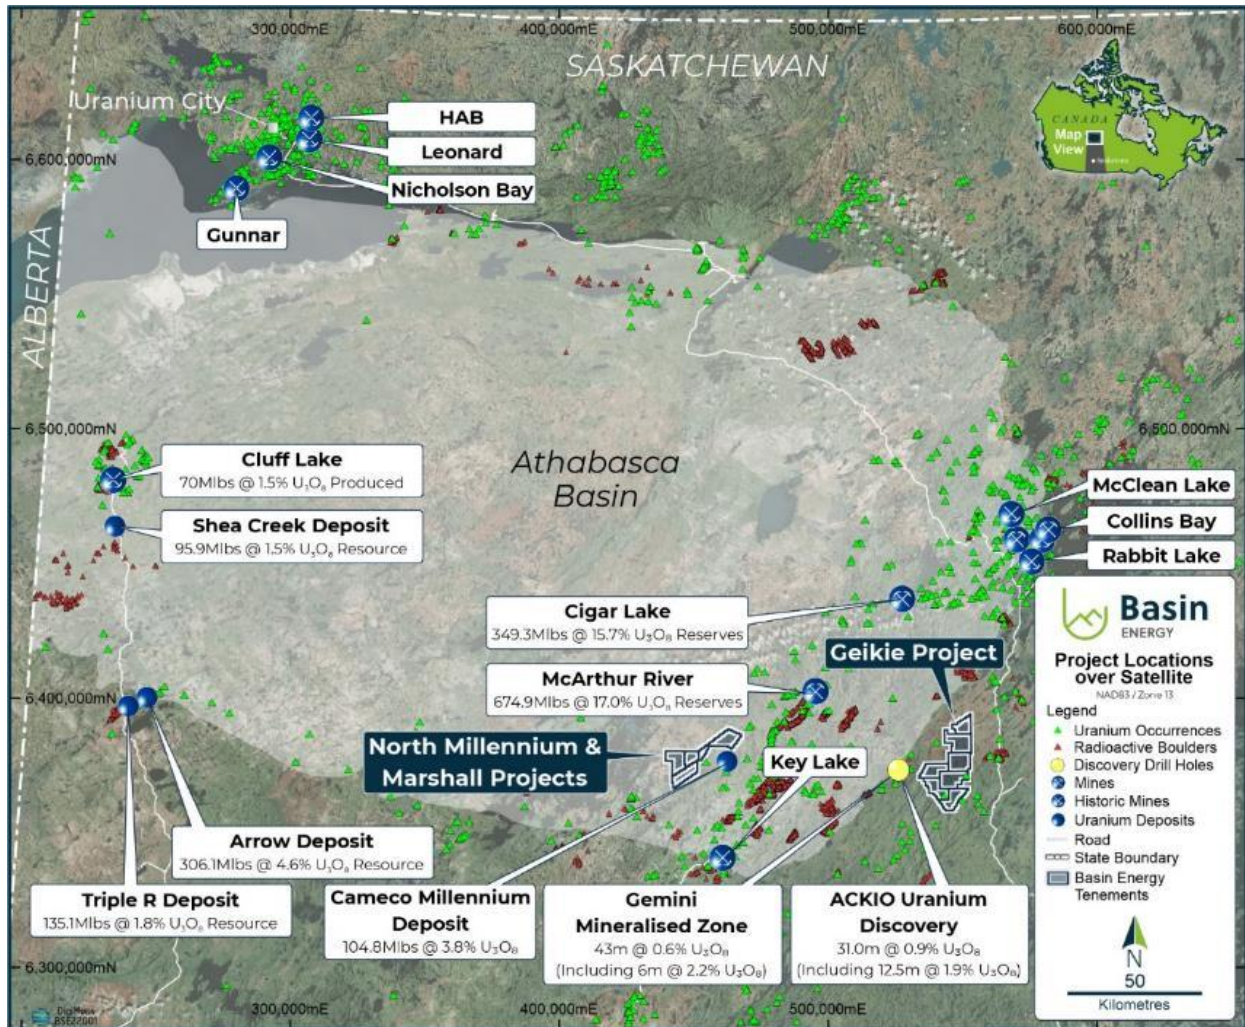 300,000mE
400,000mE
500,000mE
600,000mE
SASKATCHEWAN
CANADA
Map
View
Uranium City
HAB
6,600,000mN
Leonard
Nicholson Bay
Gunnar
ALBERTA
6,500,000mN
6,500,000mN
Athabasca
Basin
Cluff Lake
70Mlbs @ 1.5% U₃O₈ Produced
Shea Creek Deposit
95.9Mlbs @ 1.5% U₃O₈ Resource
McClean Lake
Collins Bay
Rabbit Lake
Cigar Lake
349.3Mlbs @ 15.7% U₃O₈ Reserves
Geikie Project
McArthur River
674.9Mlbs @ 17.0% U₃O₈ Reserves
6,400,000mN
North Millennium &
Marshall Projects
Key Lake
Arrow Deposit
306.1Mlbs @ 4.6% U₃O₈ Resource
Triple R Deposit
135.1Mlbs @ 1.8% U₃O₈ Resource
Cameco Millennium
Deposit
104.8Mlbs @ 3.8% U₃O₈
Gemini
Mineralised Zone
43m @ 0.6% U₃O₈
(Including 6m @ 2.2% U₃O₈)
ACKIO Uranium
Discovery
31.0m @ 0.9% U₃O₈
(Including 12.5m @ 1.9% U₃O₈)
6,300,000mN
300,000mE
400,000mE
500,000mE
Basin
ENERGY
Project Locations
over Satellite
NAD83 / Zone 13
Legend
Uranium Occurrences
Radioactive Boulders
Discovery Drill Holes
Mines
Historic Mines
Uranium Deposits
Road
State Boundary
Basin Energy
Tenements
N
50
Kilometres
BSE22001